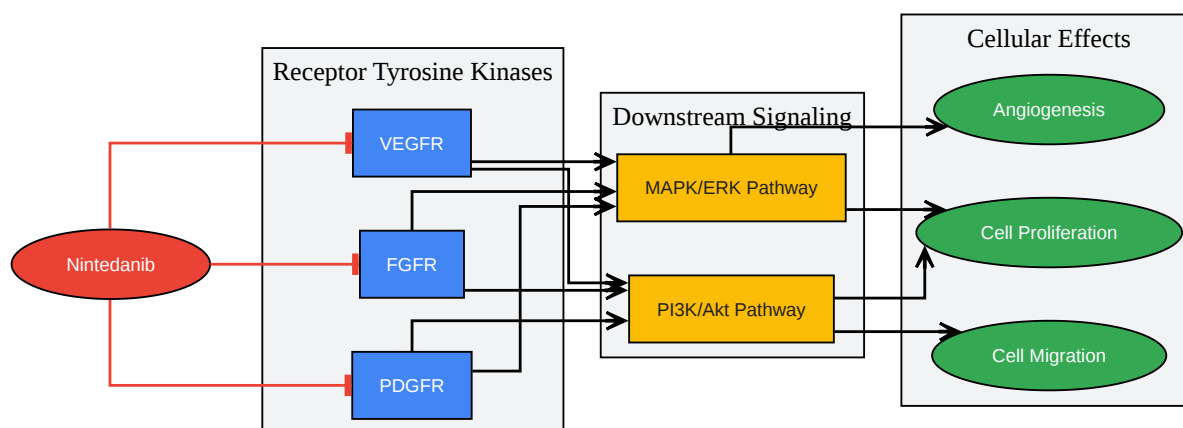 Cellular Effects
Receptor Tyrosine Kinases
Angiogenesis
Downstream Signaling
VEGFR
MAPK/ERK Pathway
Cell Proliferation
Nintedanib
FGFR
PI3K/Akt Pathway
Cell Migration
PDGFR